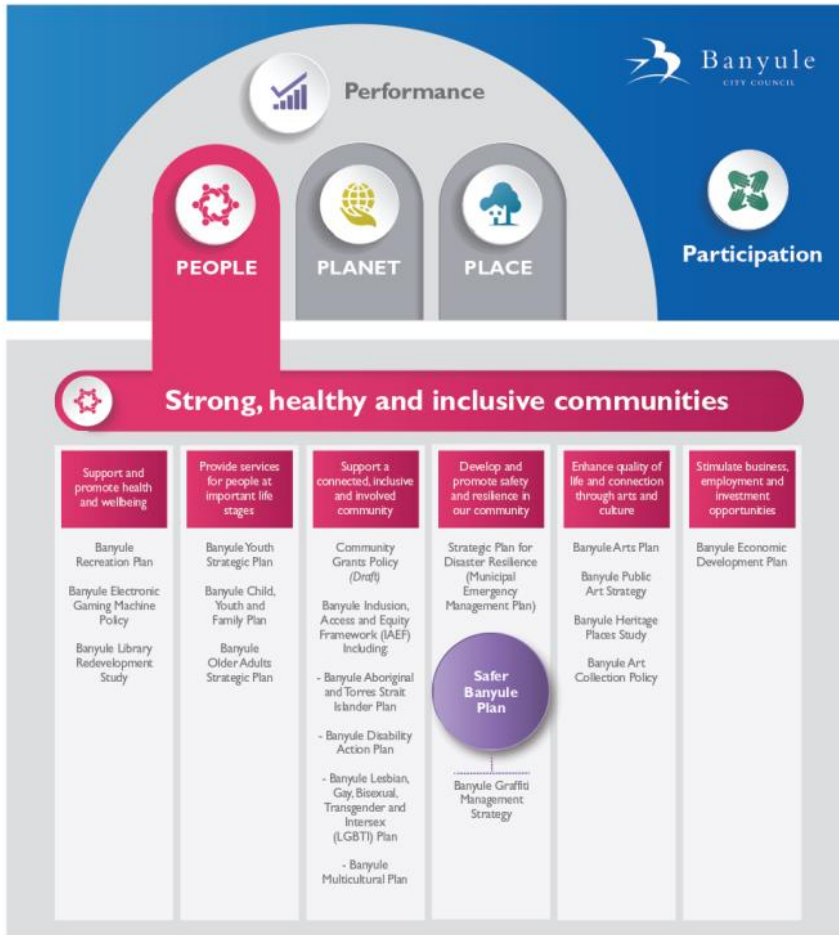 Banyule
CITY COUNCIL
Performance
PEOPLE
PLANET
PLACE
Participation
Strong, healthy and inclusive communities
Support and
promote health
and wellbeing
Banyule
Recreation Plan
Banyule Electronic
Gaming Machine
Policy
Banyule Library
Redevelopment
Study
Provide services
for people at
important life
stages
Banyule Youth
Strategic Plan
Banyule Child,
Youth and
Family Plan
Banyule
Older Adults
Strategic Plan
Support a
connected, inclusive
and involved
community
Community
Grants Policy
(Draft)
Banyule Inclusion,
Access and Equity
Framework (IAEF)
Including:
- Banyule Aboriginal
and Torres Strait
Islander Plan
- Banyule Disability
Action Plan
- Banyule Lesbian,
Gay, Bisexual,
Transgender and
Intersex
(LGBTI) Plan
- Banyule
Multicultural Plan
Develop and
promote safety
and resilience in
our community
Strategic Plan for
Disaster Resilience
(Municipal
Emergency
Management Plan)
Safer
Banyule
Plan
Banyule Graffiti
Management
Strategy
Enhance quality of
life and connection
through arts and
culture
Banyule Arts Plan
Banyule Public
Art Strategy
Banyule Heritage
Places Study
Banyule Art
Collection Policy
Stimulate business,
employment and
investment
opportunities
Banyule Economic
Development Plan